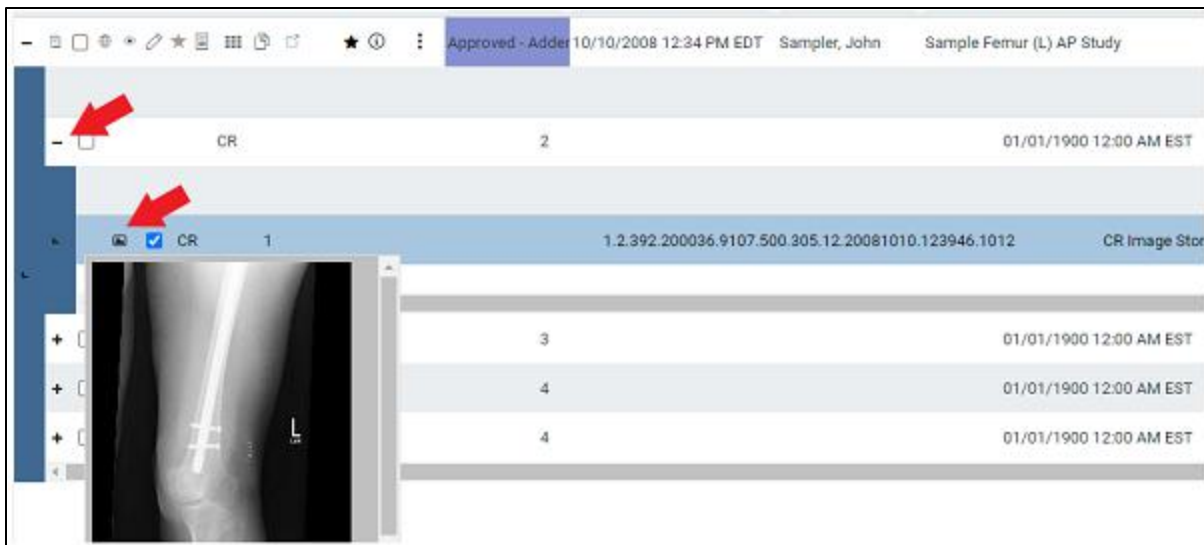 Approved - Adder 10/10/2008 12:34 PM EDT Sampler, John Sample Femur (L) AP Study
CR 2 01/01/1900 12:00 AM EST
CR 1 1.2.392.200036.9107.500.305.12.20081010.123946.1012 CR Image Stor
L
3 01/01/1900 12:00 AM EST
4 01/01/1900 12:00 AM EST
4 01/01/1900 12:00 AM EST